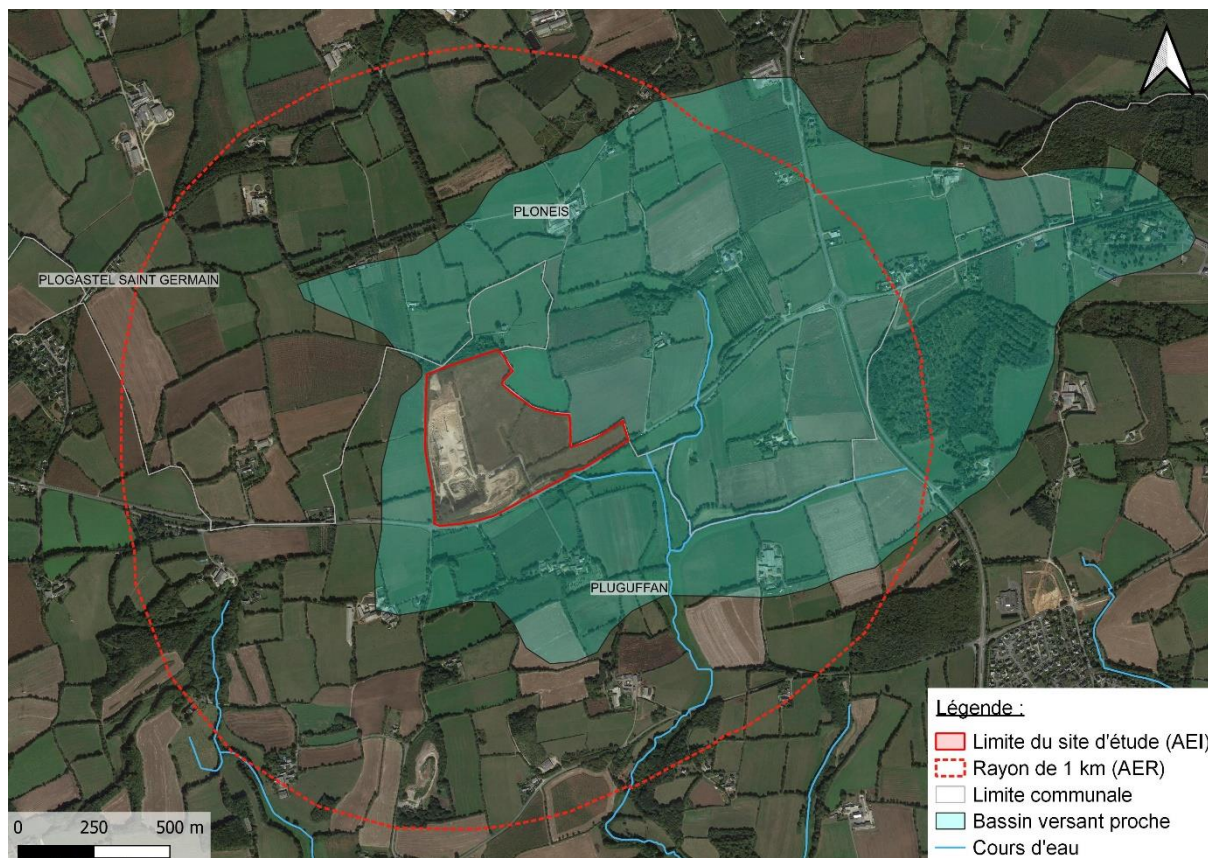 PLONEIS
PLOGASTEL SAINT GERMAIN
PLUGUFFAN
Légende :
Limite du site d'étude (AEI)
Rayon de 1 km (AER)
Limite communale
Bassin versant proche
Cours d'eau
0 250 500 m